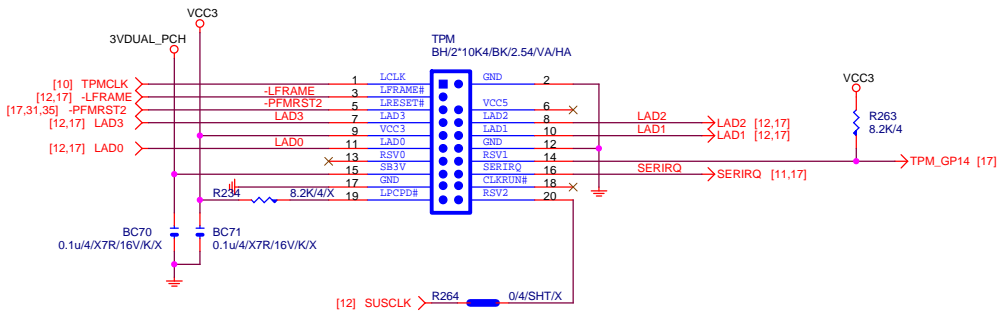 VCC3
3VDUAL_PCH
TPM
BH/2*10K4/BK/2.54/VA/HA
VCC3
[10] TPMCLK 1 LCLK GND 2
[12,17] -LFRAME -LFRAME 3 LFRAME#
[17,31,35] -PFMRST2 -PFMRST2 5 LRESET# VCC5 6
[12,17] LAD3 LAD3 7 LAD3 LAD2 8 LAD2 LAD2 [12,17]
9 VCC3 LAD1 10 LAD1 LAD1 [12,17]
R263
8.2K/4
[12,17] LAD0 LAD0 11 LAD0 GND 12
13 RSV0 RSV1 14 TPM_GP14 [17]
15 SB3V SERIRQ 16 SERIRQ SERIRQ [11,17]
17 GND CLKRUN# 18
R234 8.2K/4/X 19 LPCPD# RSV2 20
BC70
0.1u/4/X7R/16V/K/X
BC71
0.1u/4/X7R/16V/K/X
[12] SUSCLK R264 0/4/SHT/X